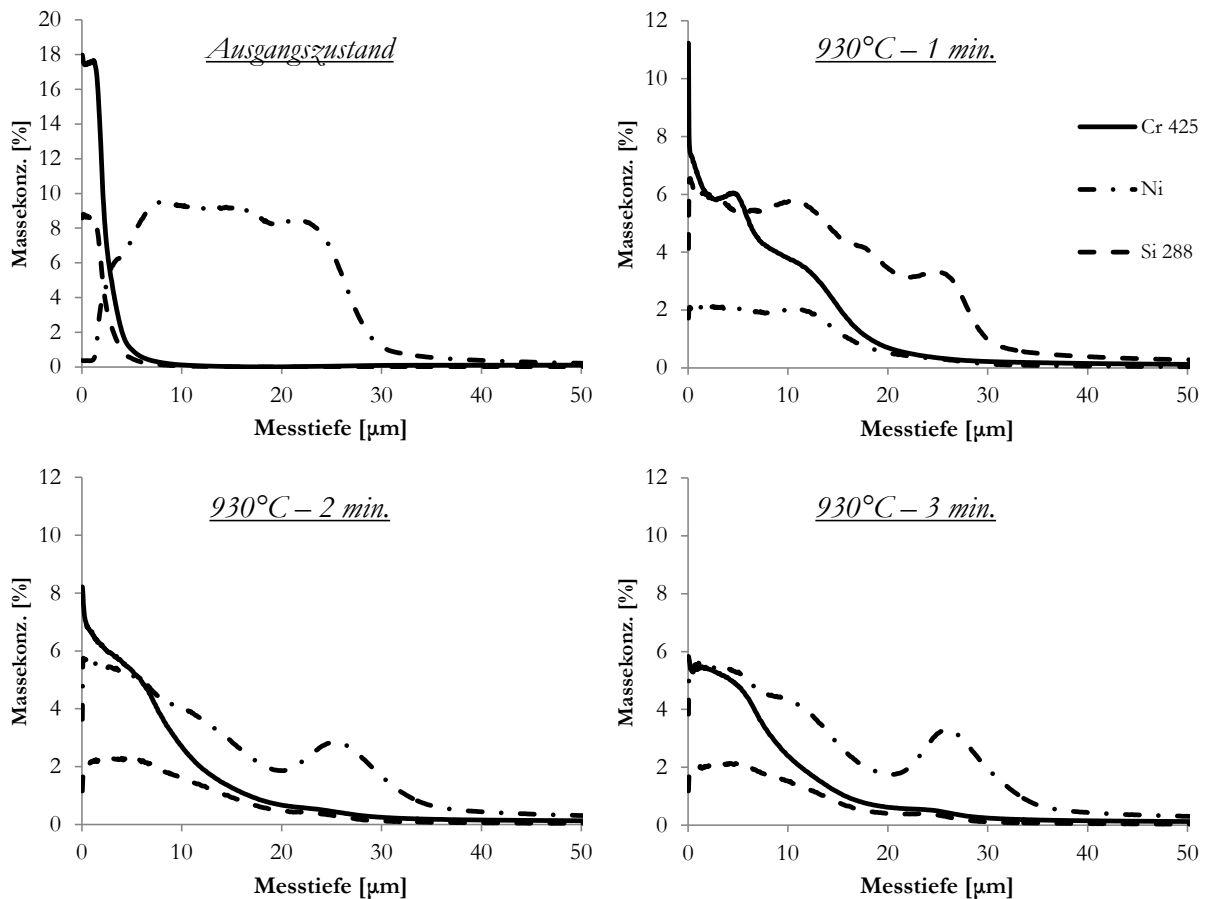 Ausgangszustand
Massekonz. [%]
20
18
16
14
12
10
8
6
4
2
0
0 10 20 30 40 50
Messtiefe [µm]
930°C – 1 min.
Massekonz. [%]
12
10
8
6
4
2
0
0 10 20 30 40 50
Messtiefe [µm]
Cr 425
Ni
Si 288
930°C – 2 min.
Massekonz. [%]
12
10
8
6
4
2
0
0 10 20 30 40 50
Messtiefe [µm]
930°C – 3 min.
Massekonz. [%]
12
10
8
6
4
2
0
0 10 20 30 40 50
Messtiefe [µm]